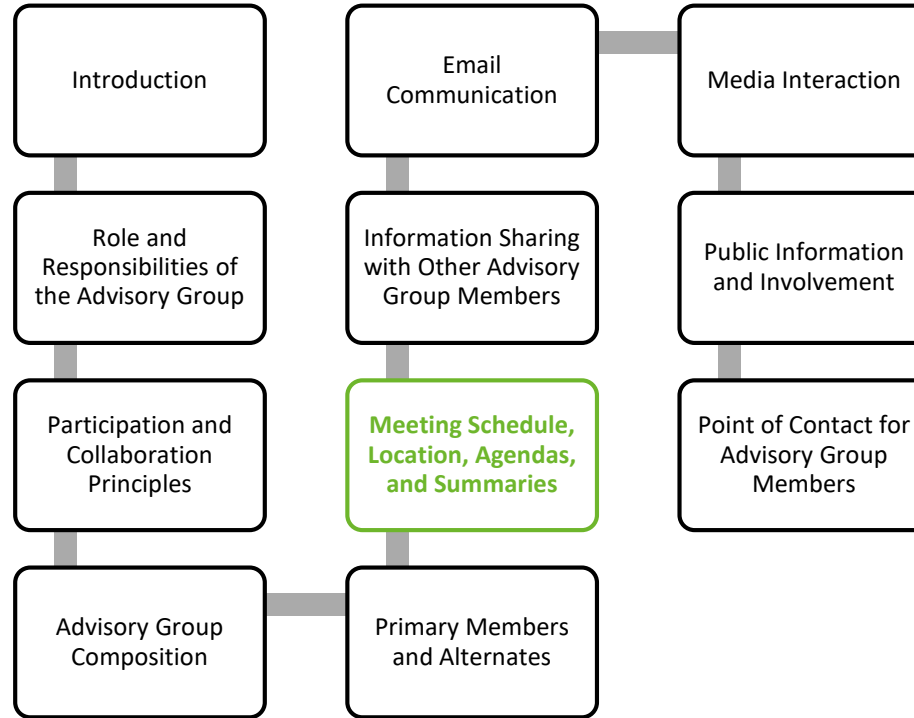 Introduction
Role and
Responsibilities of
the Advisory Group
Participation and
Collaboration
Principles
Advisory Group
Composition
Primary Members
and Alternates
Meeting Schedule,
Location, Agendas,
and Summaries
Information Sharing
with Other Advisory
Group Members
Email
Communication
Media Interaction
Public Information
and Involvement
Point of Contact for
Advisory Group
Members